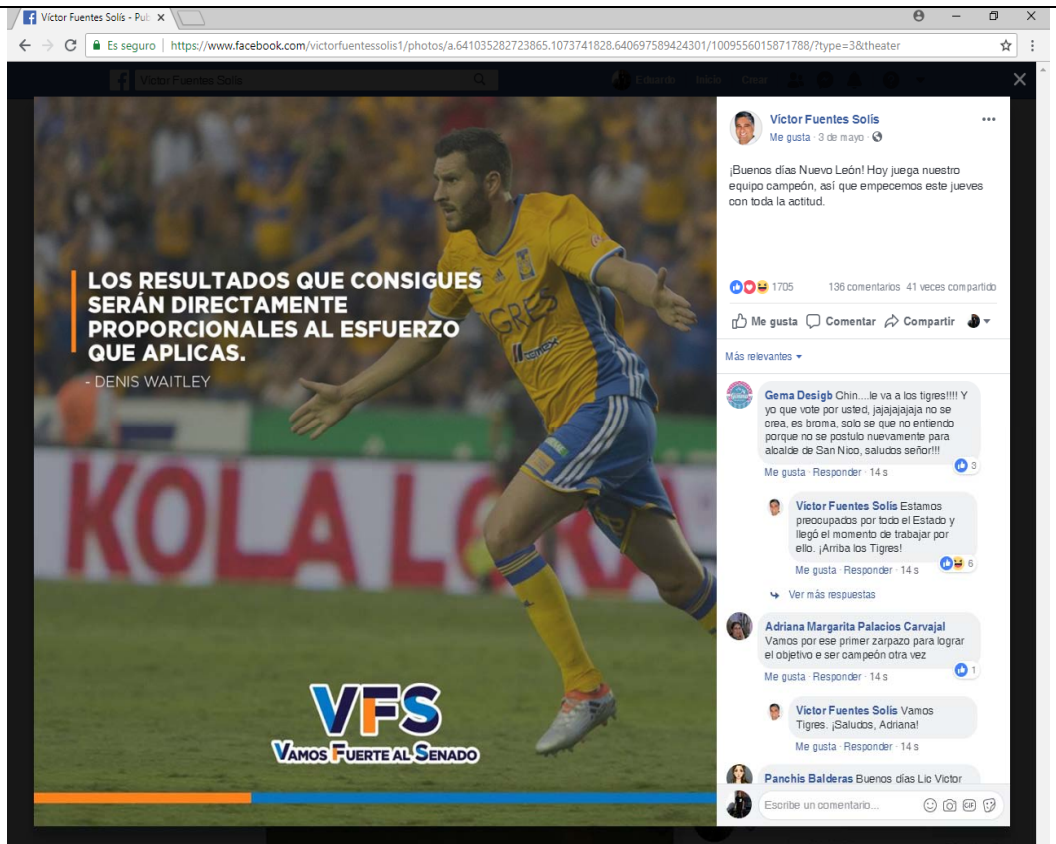 Víctor Fuentes Solís - Pub
Es seguro | https://www.facebook.com/victorfuentessolis1/photos/a.641035282723865.1073741828.640697589424301/1009556015871788/?type=3&theater
Víctor Fuentes Solís
Eduardo Inicio Crear
LOS RESULTADOS QUE CONSIGUES
SERÁN DIRECTAMENTE
PROPORCIONALES AL ESFUERZO
QUE APLICAS.
- DENIS WAITLEY
TIGRES
cemex
KOLA LOKA
VFS
VAMOS FUERTE AL SENADO
Víctor Fuentes Solís
Me gusta · 3 de mayo ·
¡Buenos días Nuevo León! Hoy juega nuestro
equipo campeón, así que empecemos este jueves
con toda la actitud.
1705 136 comentarios 41 veces compartido
Me gusta Comentar Compartir
Más relevantes
Gema Desigb Chin....le va a los tigres!!!! Y
yo que vote por usted, jajajajajaja no se
crea, es broma, solo se que no entiendo
porque no se postulo nuevamente para
alcalde de San Nico, saludos señor!!!
3
Me gusta · Responder · 14 s
Víctor Fuentes Solís Estamos
preocupados por todo el Estado y
llegó el momento de trabajar por
ello. ¡Arriba los Tigres!
6
Me gusta · Responder · 14 s
Ver más respuestas
Adriana Margarita Palacios Carvajal
Vamos por ese primer zarpazo para lograr
el objetivo e ser campeón otra vez
1
Me gusta · Responder · 14 s
Víctor Fuentes Solís Vamos
Tigres. ¡Saludos, Adriana!
Me gusta · Responder · 14 s
Panchis Balderas Buenos días Lic Victor
Escribe un comentario...
GIF